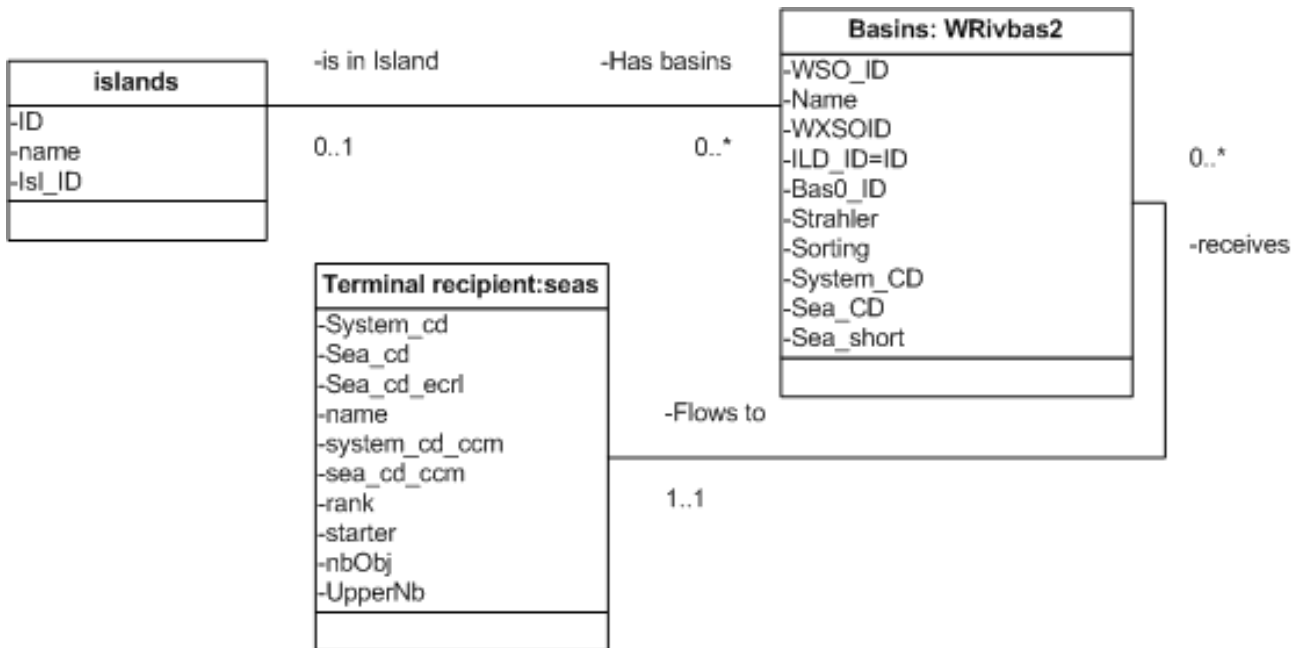 islands
-ID
-name
-Isl_ID
-is in Island
0..1
-Has basins
0..*
Basins: WRivbas2
-WSO_ID
-Name
-WXSOID
-ILD_ID=ID
-Bas0_ID
-Strahler
-Sorting
-System_CD
-Sea_CD
-Sea_short
0..*
-receives
Terminal recipient:seas
-System_cd
-Sea_cd
-Sea_cd_ecrl
-name
-system_cd_ccm
-sea_cd_ccm
-rank
-starter
-nbObj
-UpperNb
-Flows to
1..1